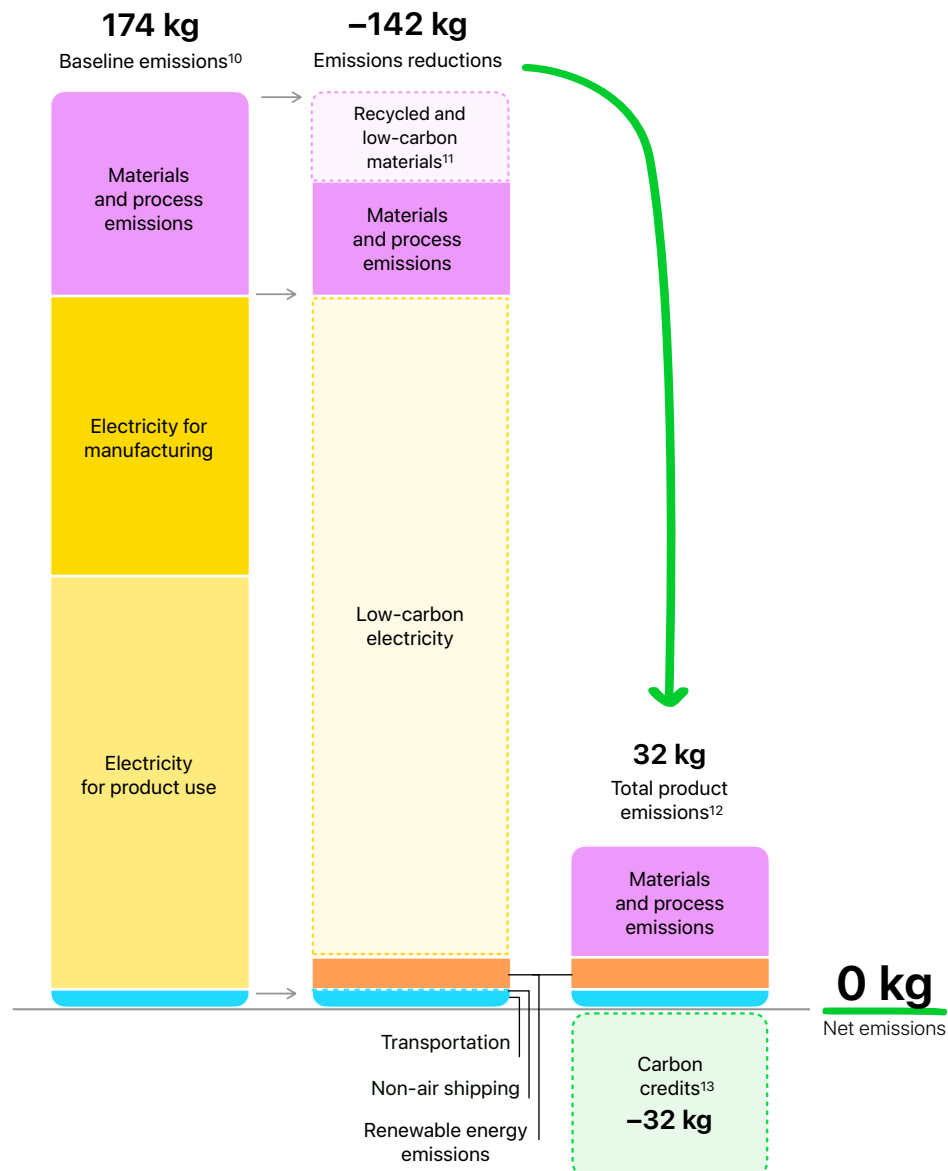 174 kg
Baseline emissions¹⁰
Materials
and process
emissions
Electricity for
manufacturing
Electricity
for product use
–142 kg
Emissions reductions
Recycled and
low-carbon
materials¹¹
Materials
and process
emissions
Low-carbon
electricity
Transportation
Non-air shipping
Renewable energy
emissions
32 kg
Total product
emissions¹²
Materials
and process
emissions
Carbon
credits¹³
–32 kg
0 kg
Net emissions